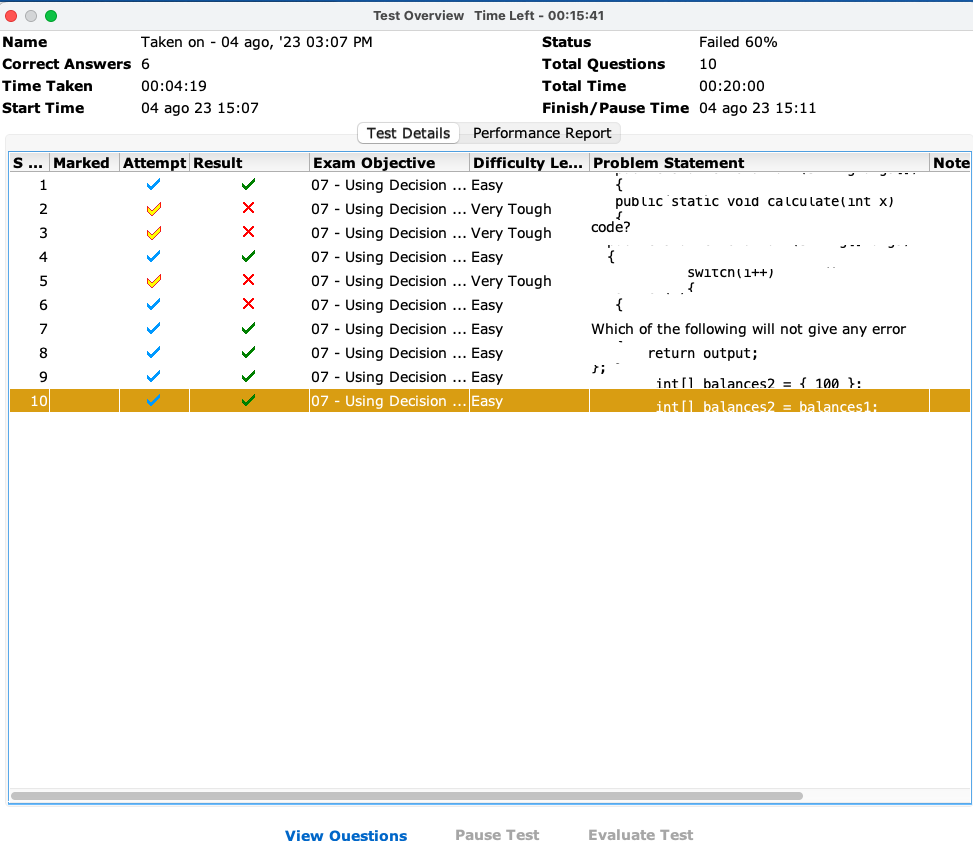 Test Overview Time Left - 00:15:41
Name Taken on - 04 ago, '23 03:07 PM Status Failed 60%
Correct Answers 6 Total Questions 10
Time Taken 00:04:19 Total Time 00:20:00
Start Time 04 ago 23 15:07 Finish/Pause Time 04 ago 23 15:11
Test Details Performance Report
S ... Marked Attempt Result Exam Objective Difficulty Le... Problem Statement Note
1 07 - Using Decision ... Easy {
2 07 - Using Decision ... Very Tough public static void calculate(int x)
{
3 07 - Using Decision ... Very Tough code?
4 07 - Using Decision ... Easy {
5 07 - Using Decision ... Very Tough switch(i++)
{
6 07 - Using Decision ... Easy {
7 07 - Using Decision ... Easy Which of the following will not give any error
8 07 - Using Decision ... Easy return output;
9 07 - Using Decision ... Easy };
int[] balances2 = { 100 };
10 07 - Using Decision ... Easy int[] balances2 = balances1;
View Questions Pause Test Evaluate Test